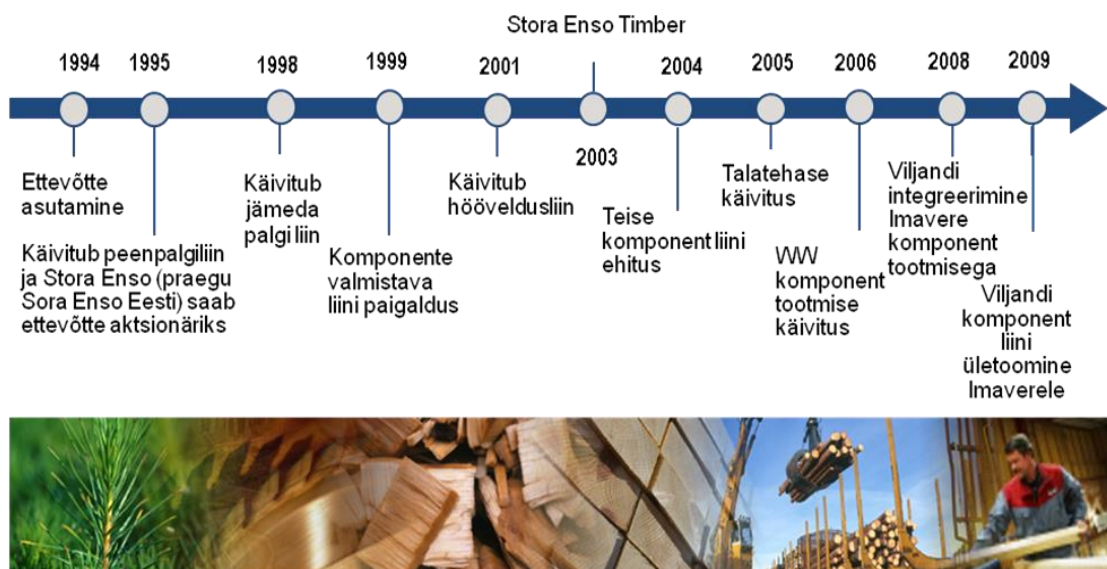 Stora Enso Timber
1994
1995
1998
1999
2001
2003
2004
2005
2006
2008
2009
Ettevõtte
asutamine
Käivitub peenpalgiliin
ja Stora Enso (praegu
Sora Enso Eesti) saab
ettevõtte aktsionäriks
Käivitub
jämeda
palgi liin
Komponente
valmistava
liini paigaldus
Käivitub
hööveldusliin
Teise
komponent liini
ehitus
Talatehase
käivitus
WW
komponent
tootmise
käivitus
Viljandi
integreerimine
Imavere
komponent
tootmisega
Viljandi
komponent
liini
ületoomine
Imaverele